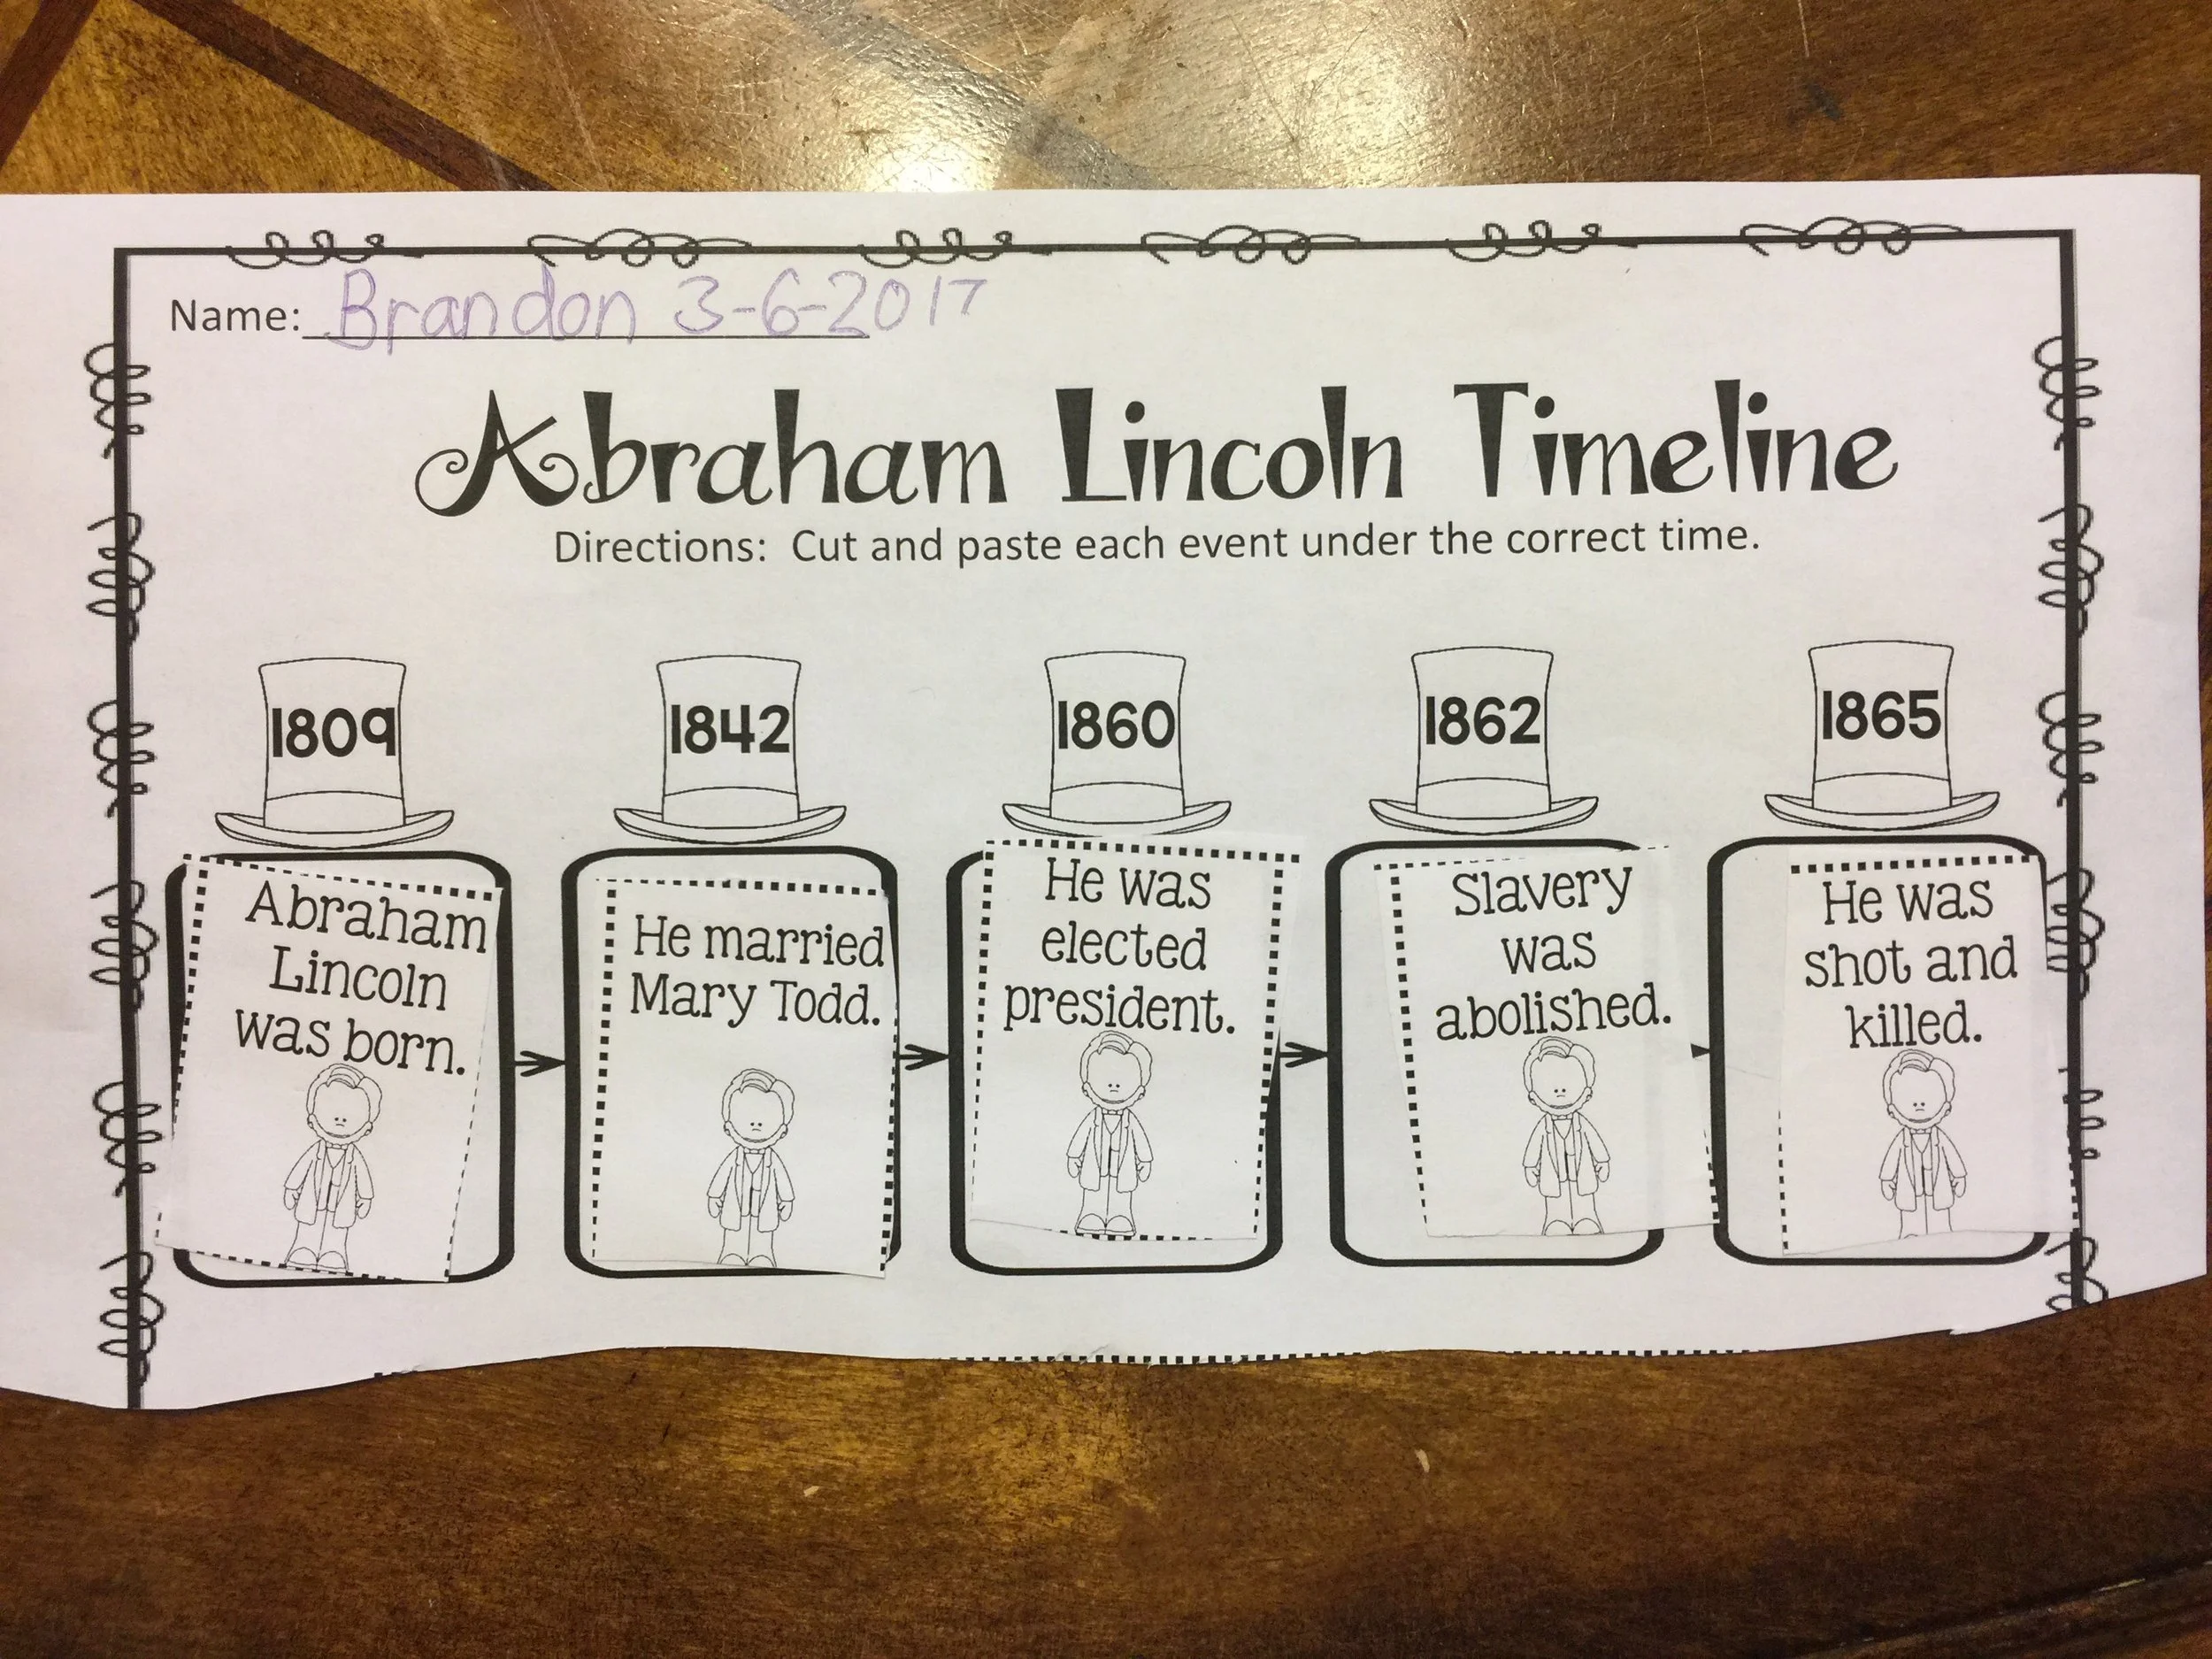 Name: Brandon 3-6-2017
Abraham Lincoln Timeline
Directions: Cut and paste each event under the correct time.
1809
1842
1860
1862
1865
Abraham
Lincoln
was born.
He married
Mary Todd.
He was
elected
president.
Slavery
was
abolished.
He was
shot and
killed.